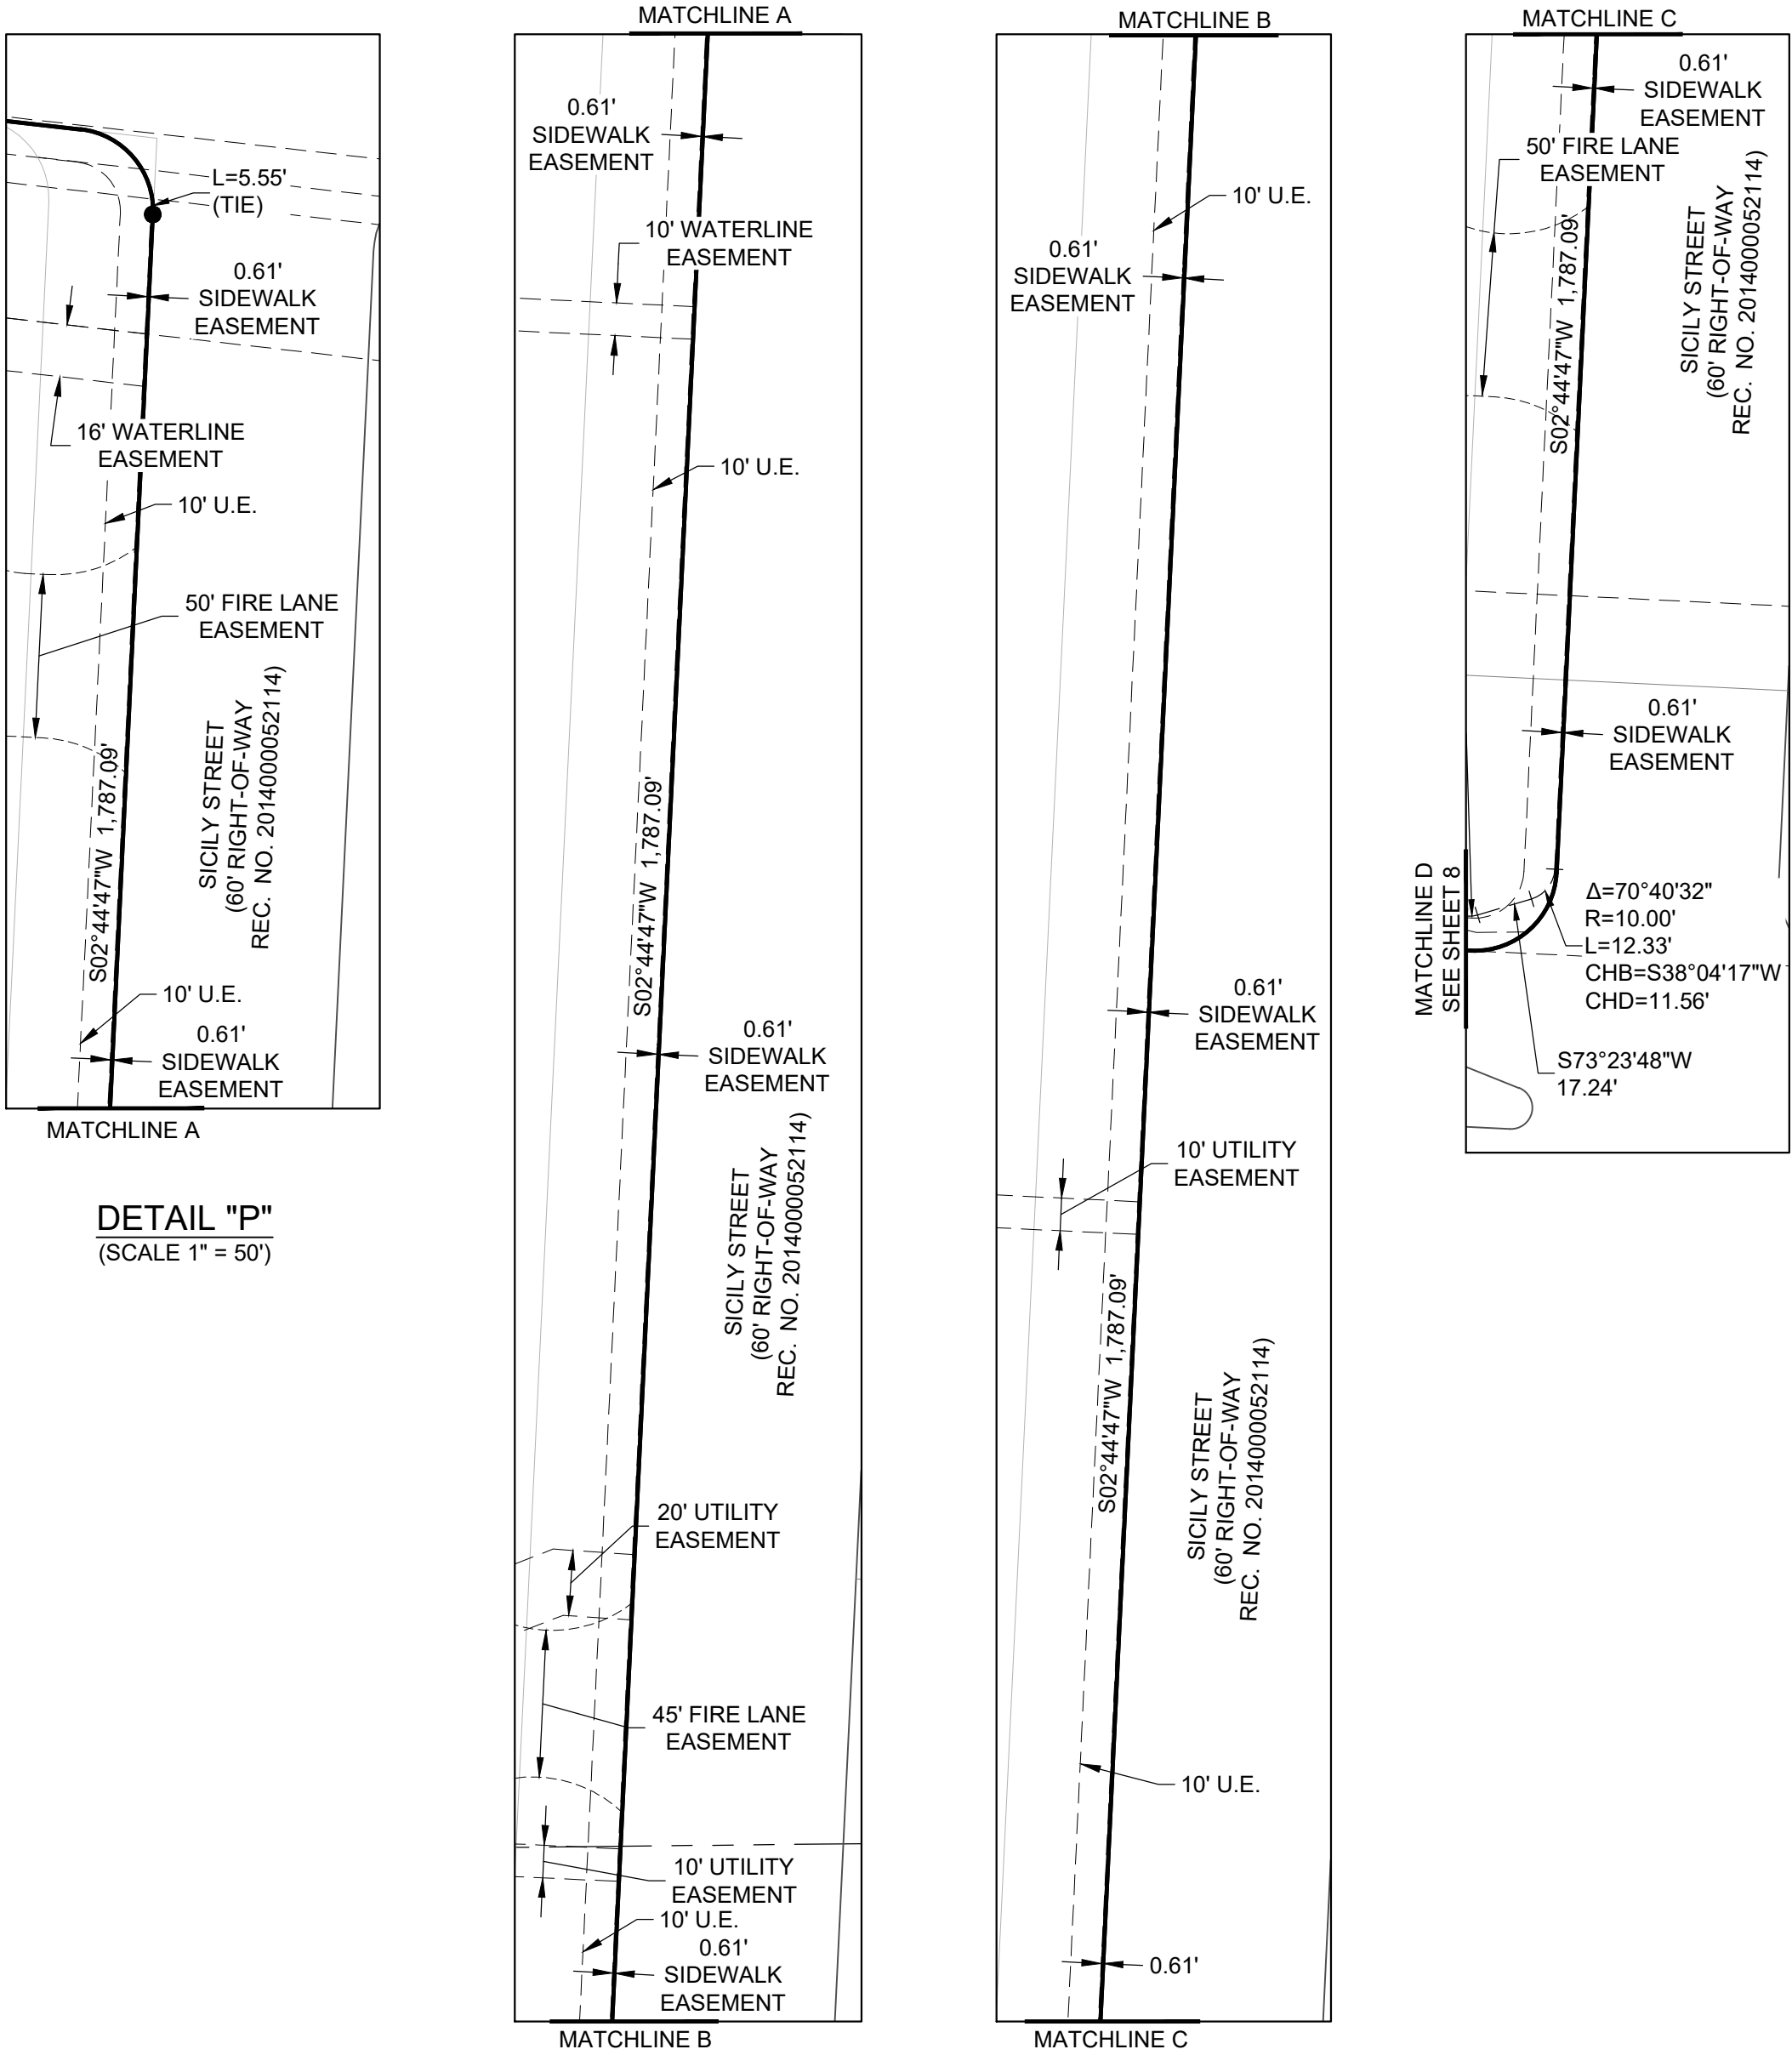 L=5.55'
(TIE)
0.61'
SIDEWALK
EASEMENT
16' WATERLINE
EASEMENT
10' U.E.
50' FIRE LANE
EASEMENT
SICILY STREET
(60' RIGHT-OF-WAY
REC. NO. 20140000052114)
S02°44'47"W 1,787.09'
10' U.E.
0.61'
SIDEWALK
EASEMENT
MATCHLINE A
DETAIL "P"
(SCALE 1" = 50')
MATCHLINE A
0.61'
SIDEWALK
EASEMENT
10' WATERLINE
EASEMENT
10' U.E.
S02°44'47"W 1,787.09'
0.61'
SIDEWALK
EASEMENT
SICILY STREET
(60' RIGHT-OF-WAY
REC. NO. 20140000052114)
20' UTILITY
EASEMENT
45' FIRE LANE
EASEMENT
10' UTILITY
EASEMENT
10' U.E.
0.61'
SIDEWALK
EASEMENT
MATCHLINE B
MATCHLINE B
10' U.E.
0.61'
SIDEWALK
EASEMENT
0.61'
SIDEWALK
EASEMENT
10' UTILITY
EASEMENT
S02°44'47"W 1,787.09'
SICILY STREET
(60' RIGHT-OF-WAY
REC. NO. 20140000052114)
10' U.E.
0.61'
MATCHLINE C
MATCHLINE C
0.61'
SIDEWALK
EASEMENT
50' FIRE LANE
EASEMENT
S02°44'47"W 1,787.09'
SICILY STREET
(60' RIGHT-OF-WAY
REC. NO. 20140000052114)
0.61'
SIDEWALK
EASEMENT
MATCHLINE D
SEE SHEET 8
Δ=70°40'32"
R=10.00'
L=12.33'
CHB=S38°04'17"W
CHD=11.56'
S73°23'48"W
17.24'